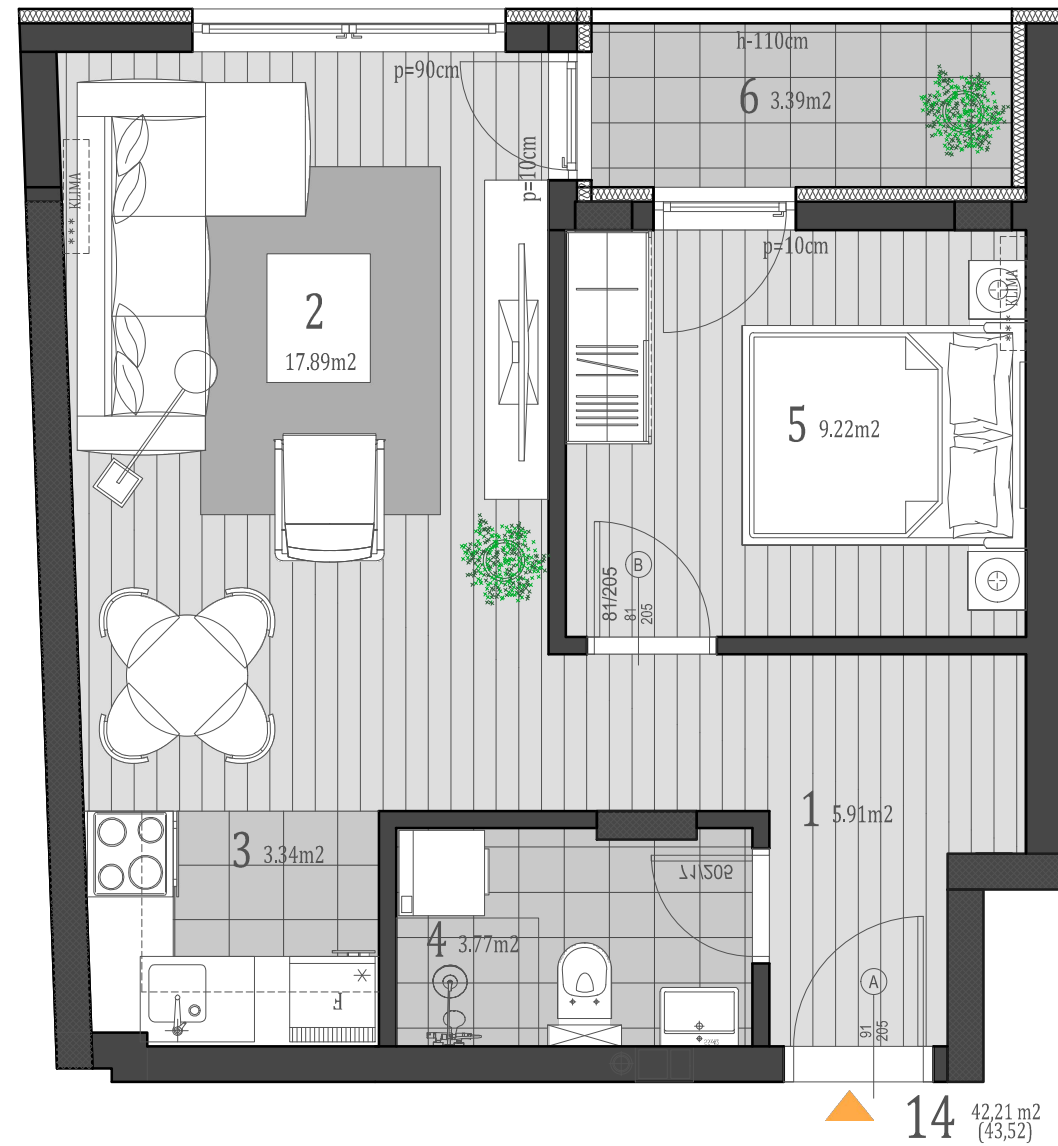 h-110cm
p=90cm
6 3.39m2
p=10cm
*** KLIMA
p=10cm
*** KLIMA
2
17.89m2
5 9.22m2
B
81/205
81
205
1 5.91m2
3 3.34m2
71/205
4 3.77m2
F
A
91
205
14 42,21 m2
(43,52)